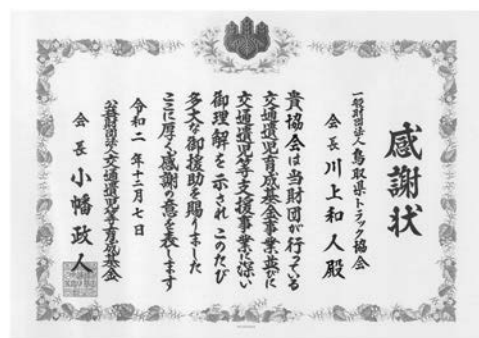 感謝状
一般財団法人鳥取県トラック協会
会長 川上和人殿
貴協会は当財団が行っている
交通遺児育成基金事業並びに
交通遺児等支援事業に深い
御理解を示されこのたび
多大な御援助を賜りました
ここに厚く感謝の意を表します
令和二年十二月七日
公益財団法人交通遺児等育成基金
会長 小幡政人